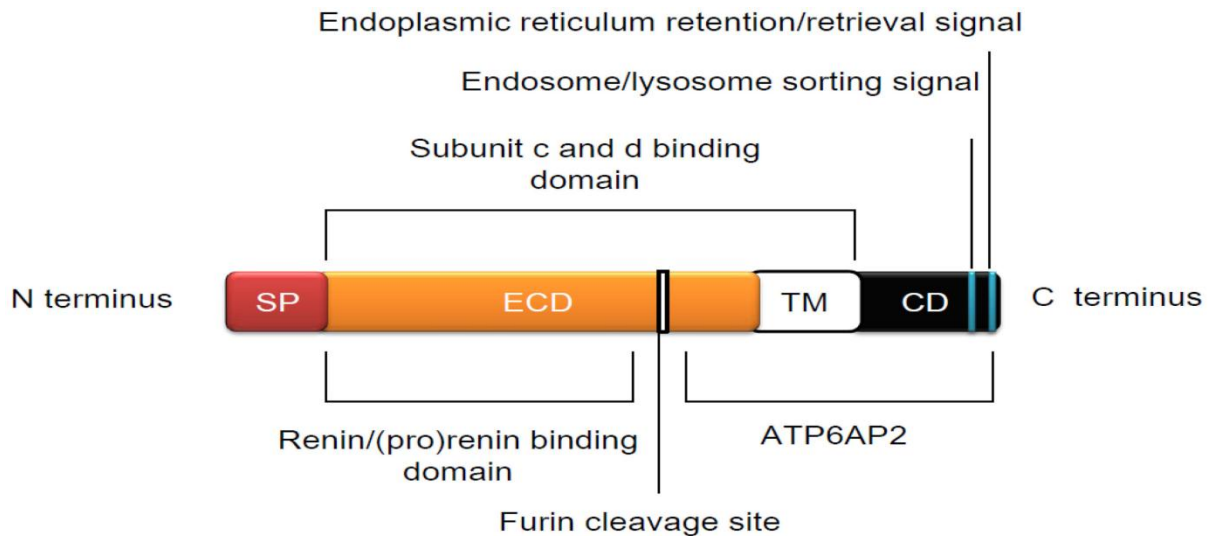 Endoplasmic reticulum retention/retrieval signal
Endosome/lysosome sorting signal
Subunit c and d binding
domain
N terminus
SP
ECD
TM
CD
C terminus
Renin/(pro)renin binding
domain
ATP6AP2
Furin cleavage site